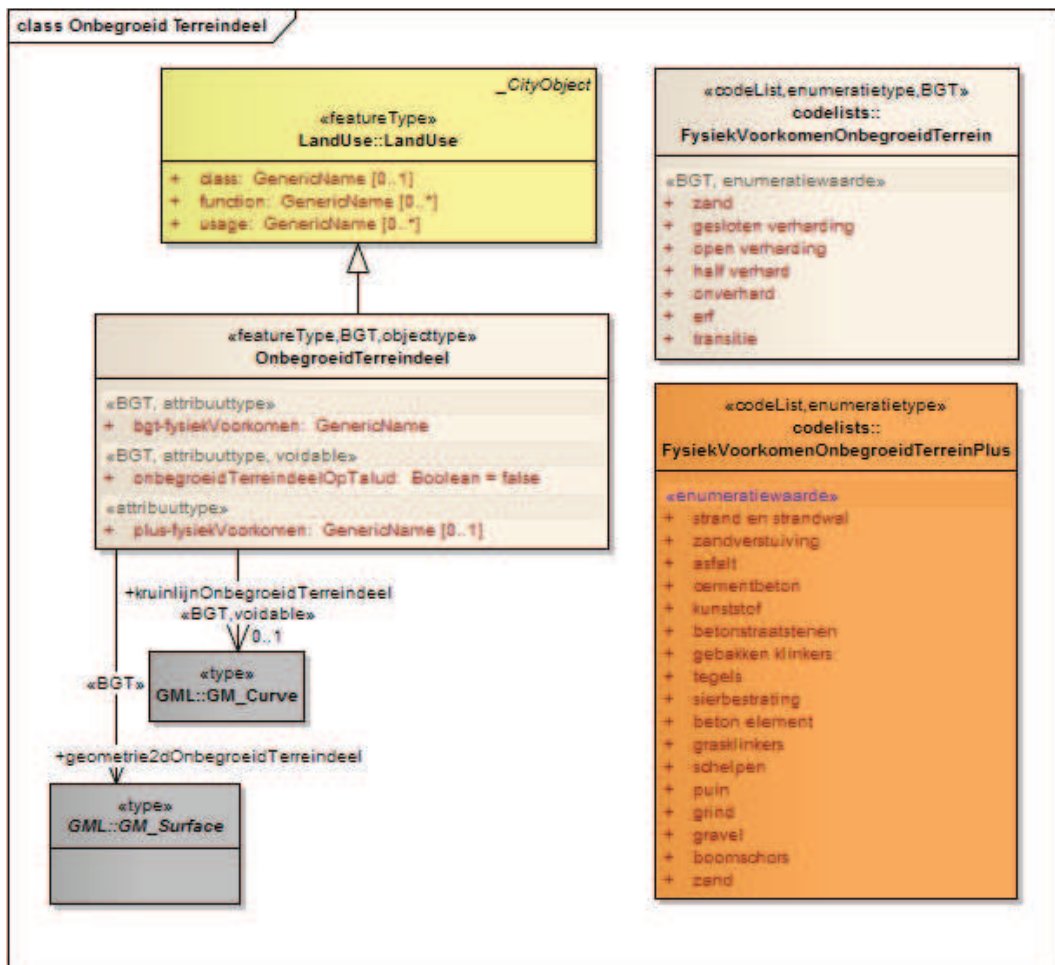 class Onbegroeid Terreindeel
_CityObject
«featureType»
LandUse::LandUse
+ class: GenericName [0..1]
+ function: GenericName [0..*]
+ usage: GenericName [0..*]
«featureType,BGT,objecttype»
OnbegroeidTerreindeel
«BGT, attribuuttype»
+ bgt-fysiekVoorkomen: GenericName
«BGT, attribuuttype, voidable»
+ onbegroeidTerreindeelOpTalud: Boolean = false
«attribuuttype»
+ plus-fysiekVoorkomen: GenericName [0..1]
+kruinlijnOnbegroeidTerreindeel
«BGT,voidable»
0..1
«type»
GML::GM_Curve
«BGT»
+geometrie2dOnbegroeidTerreindeel
«type»
GML::GM_Surface
«codeList,enumeratietype,BGT»
codelists::
FysiekVoorkomenOnbegroeidTerrein
«BGT, enumeratiewaarde»
+ zand
+ gesloten verharding
+ open verharding
+ half verhard
+ onverhard
+ erf
+ transitie
«codeList,enumeratietype»
codelists::
FysiekVoorkomenOnbegroeidTerreinPlus
«enumeratiewaarde»
+ strand en strandwal
+ zandverstuiving
+ asfalt
+ cementbeton
+ kunststof
+ betonstraatstenen
+ gebakken klinkers
+ tegels
+ sierbestrating
+ beton element
+ grasklinkers
+ schelpen
+ puin
+ grind
+ gravel
+ boomschors
+ zand